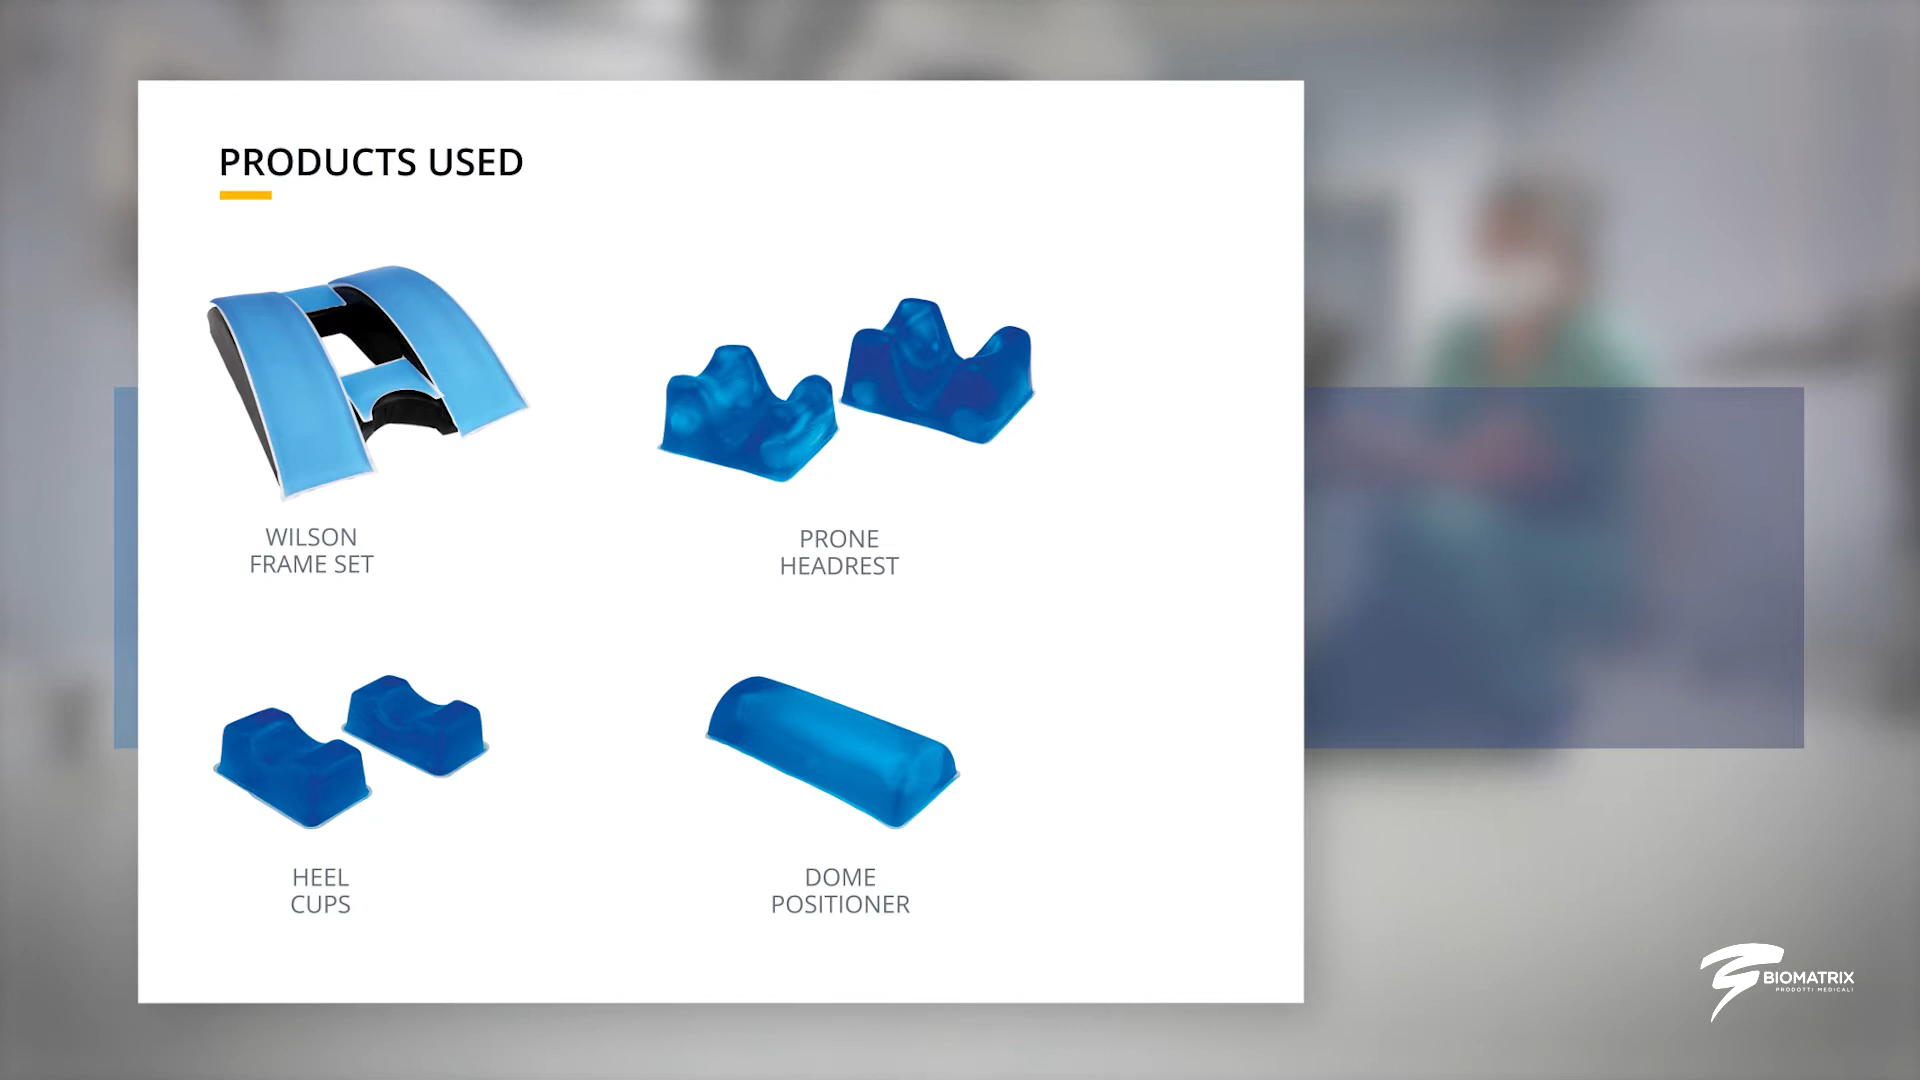 PRODUCTS USED
WILSON
FRAME SET
PRONE
HEADREST
HEEL
CUPS
DOME
POSITIONER
BIOMATRIX
PRODOTTI MEDICALI